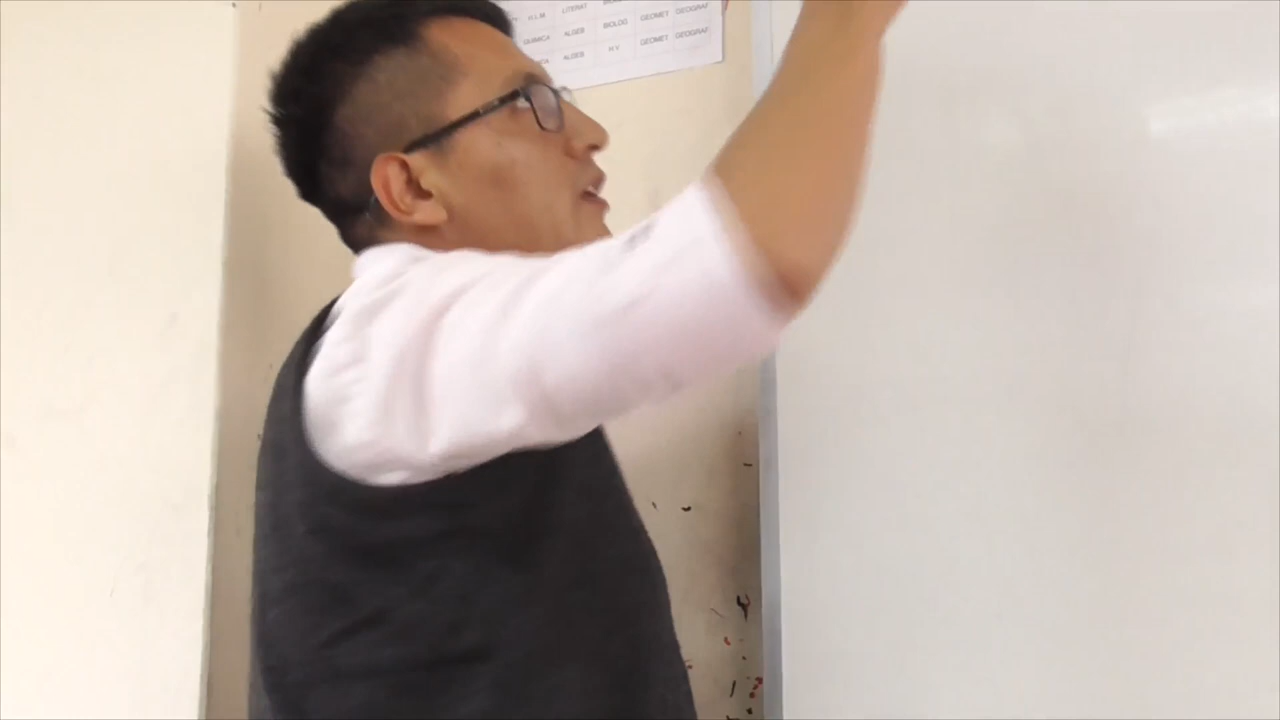 H.L.M. LITERAT
QUIMICA ALGEB BIOLOG GEOMET GEOGRAF
ALGEB H.V GEOMET GEOGRAF